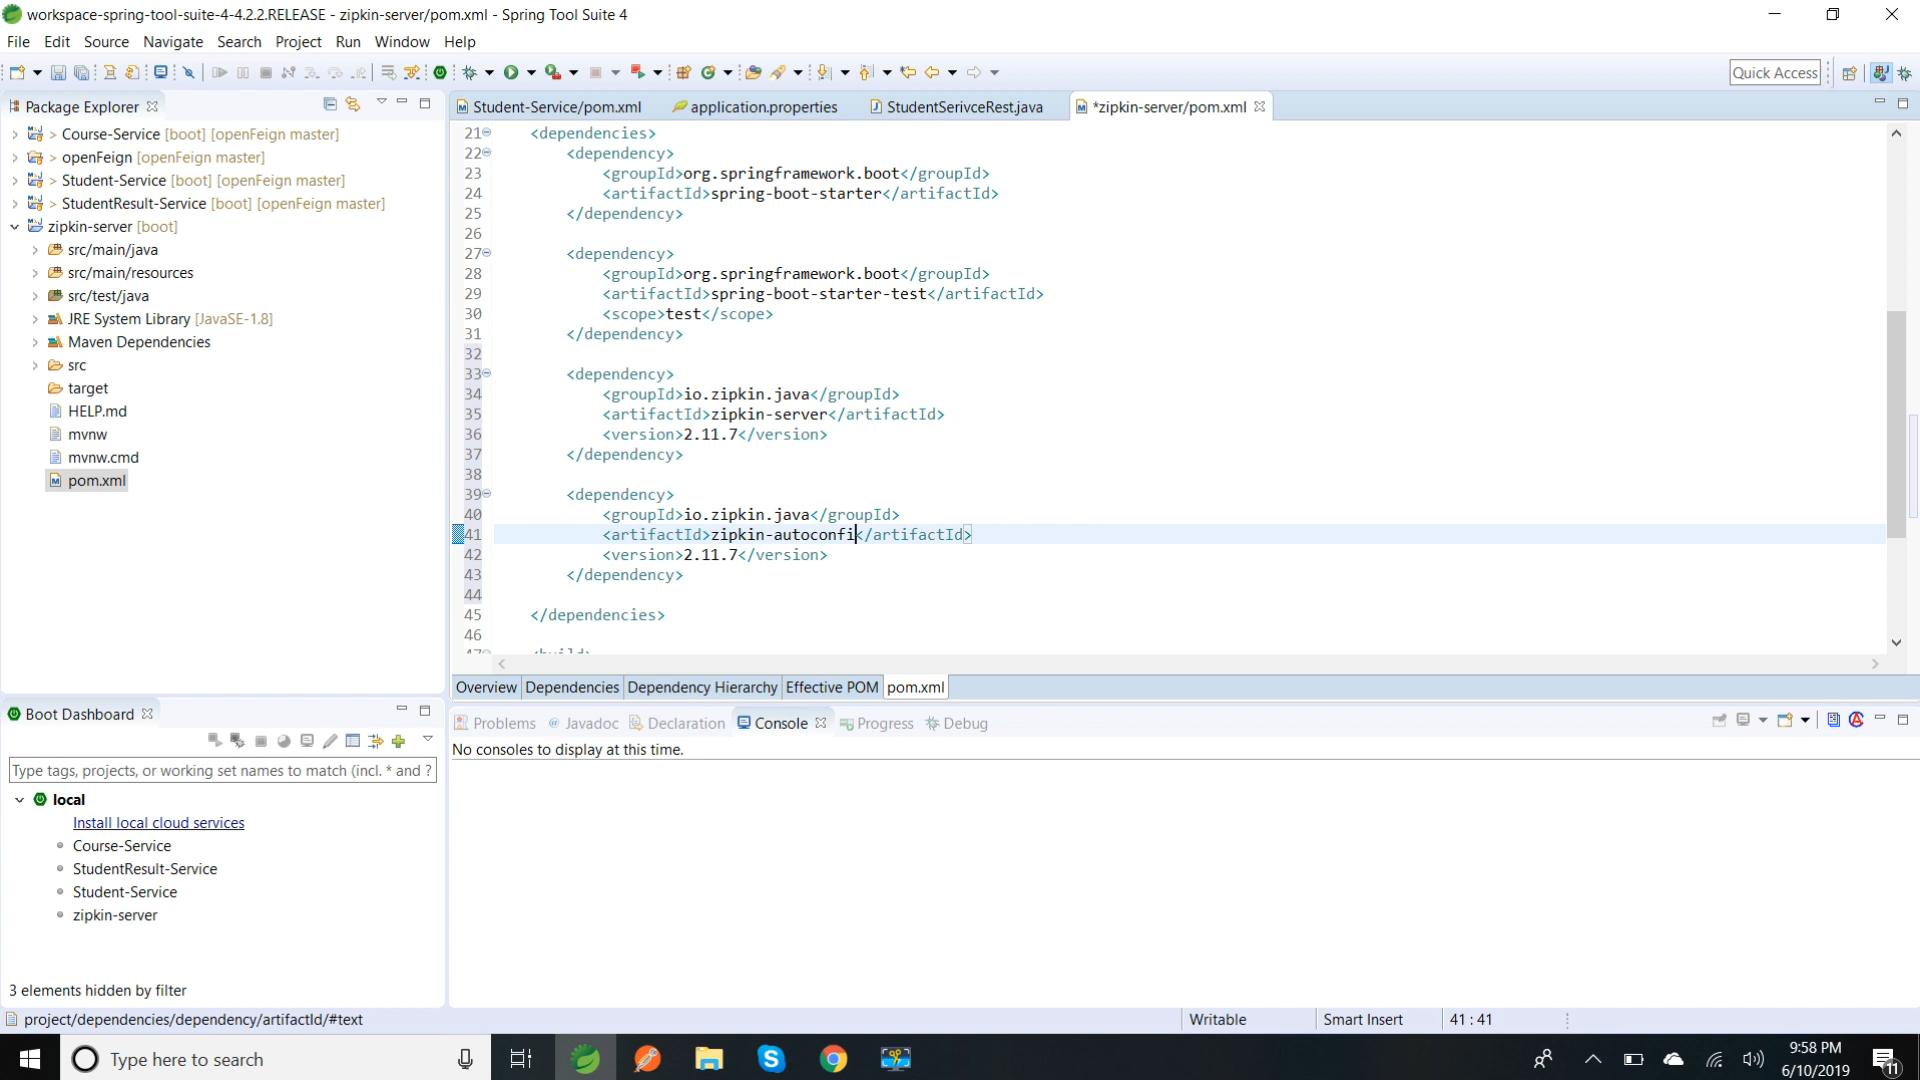 workspace-spring-tool-suite-4-4.2.2.RELEASE - zipkin-server/pom.xml - Spring Tool Suite 4
File Edit Source Navigate Search Project Run Window Help
Quick Access
Package Explorer
> Course-Service [boot] [openFeign master]
> openFeign [openFeign master]
> Student-Service [boot] [openFeign master]
> StudentResult-Service [boot] [openFeign master]
zipkin-server [boot]
src/main/java
src/main/resources
src/test/java
JRE System Library [JavaSE-1.8]
Maven Dependencies
src
target
HELP.md
mvnw
mvnw.cmd
pom.xml
Student-Service/pom.xml application.properties StudentSerivceRest.java *zipkin-server/pom.xml
21 <dependencies>
22 <dependency>
23 <groupId>org.springframework.boot</groupId>
24 <artifactId>spring-boot-starter</artifactId>
25 </dependency>
26
27 <dependency>
28 <groupId>org.springframework.boot</groupId>
29 <artifactId>spring-boot-starter-test</artifactId>
30 <scope>test</scope>
31 </dependency>
32
33 <dependency>
34 <groupId>io.zipkin.java</groupId>
35 <artifactId>zipkin-server</artifactId>
36 <version>2.11.7</version>
37 </dependency>
38
39 <dependency>
40 <groupId>io.zipkin.java</groupId>
41 <artifactId>zipkin-autoconfi</artifactId>
42 <version>2.11.7</version>
43 </dependency>
44
45 </dependencies>
46
47 <build>
Overview Dependencies Dependency Hierarchy Effective POM pom.xml
Boot Dashboard
Type tags, projects, or working set names to match (incl. * and ?
local
Install local cloud services
Course-Service
StudentResult-Service
Student-Service
zipkin-server
3 elements hidden by filter
Problems Javadoc Declaration Console Progress Debug
No consoles to display at this time.
project/dependencies/dependency/artifactId/#text
Writable Smart Insert 41 : 41
Type here to search
9:58 PM
6/10/2019
11